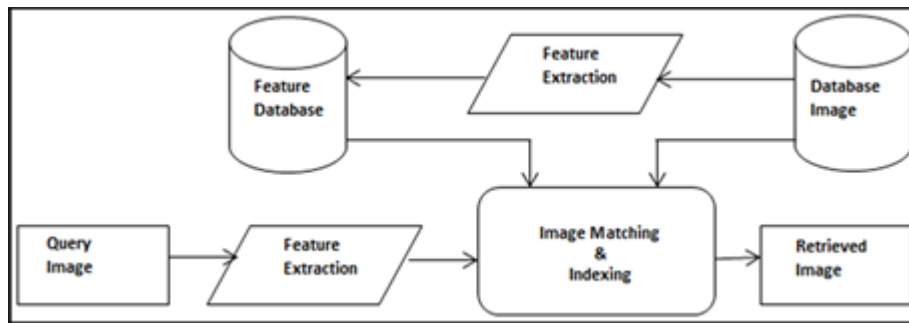 Feature
Database
Feature
Extraction
Database
Image
Query
Image
Feature
Extraction
Image Matching
&
Indexing
Retrieved
Image